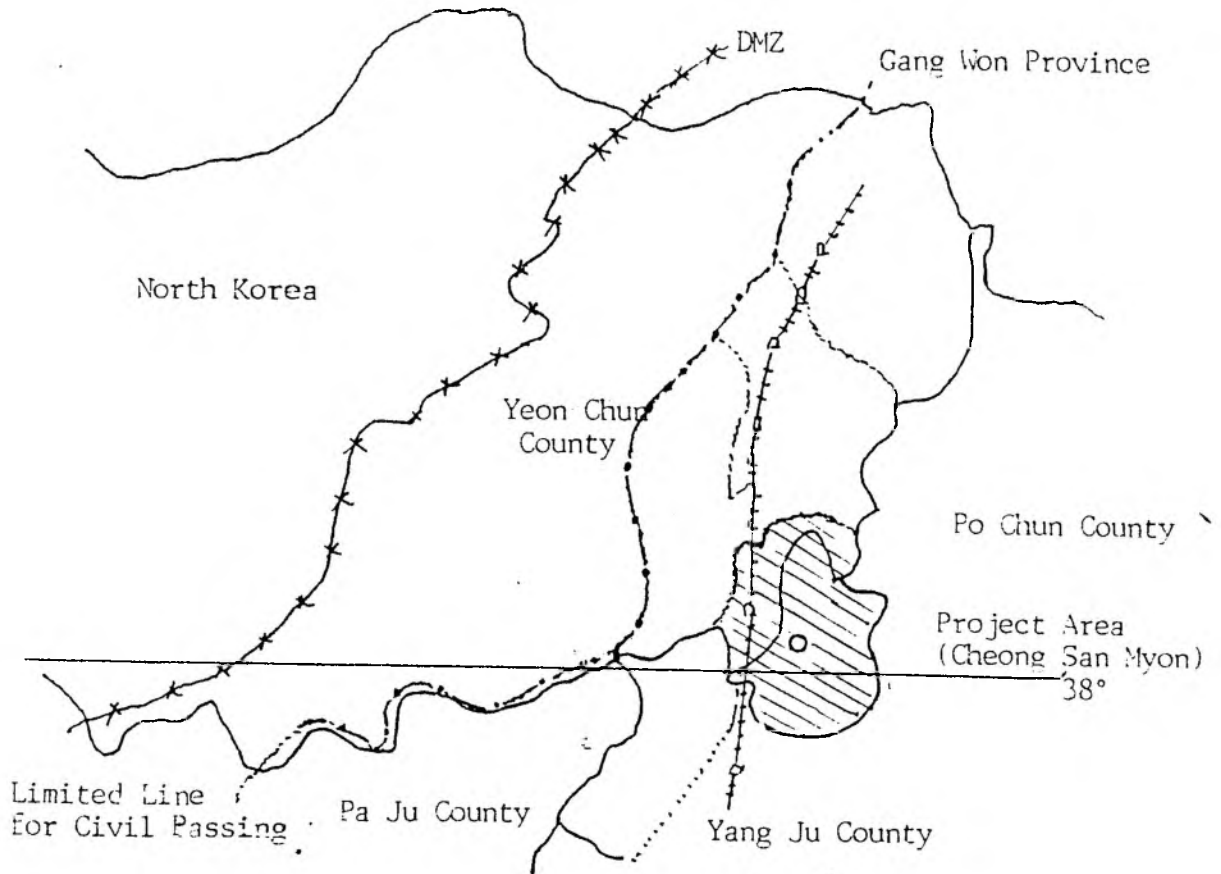 DMZ
Gang Won Province
North Korea
Yeon Chun
County
Po Chun County
Project Area
(Cheong San Myon)
38°
Limited Line
for Civil Passing
Pa Ju County
Yang Ju County